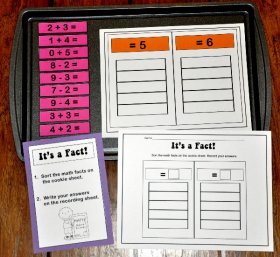 2 + 3 =
1 + 4 =
0 + 5 =
8 - 2 =
9 - 3 =
7 - 2 =
9 - 4 =
3 + 3 =
4 + 2 =
= 5
= 6
It's a Fact!
1. Sort the math facts on the cookie sheet.
2. Write your answers on the recording sheet.
It's a Fact!
Sort the math facts on the cookie sheet. Record your answers.
=
=